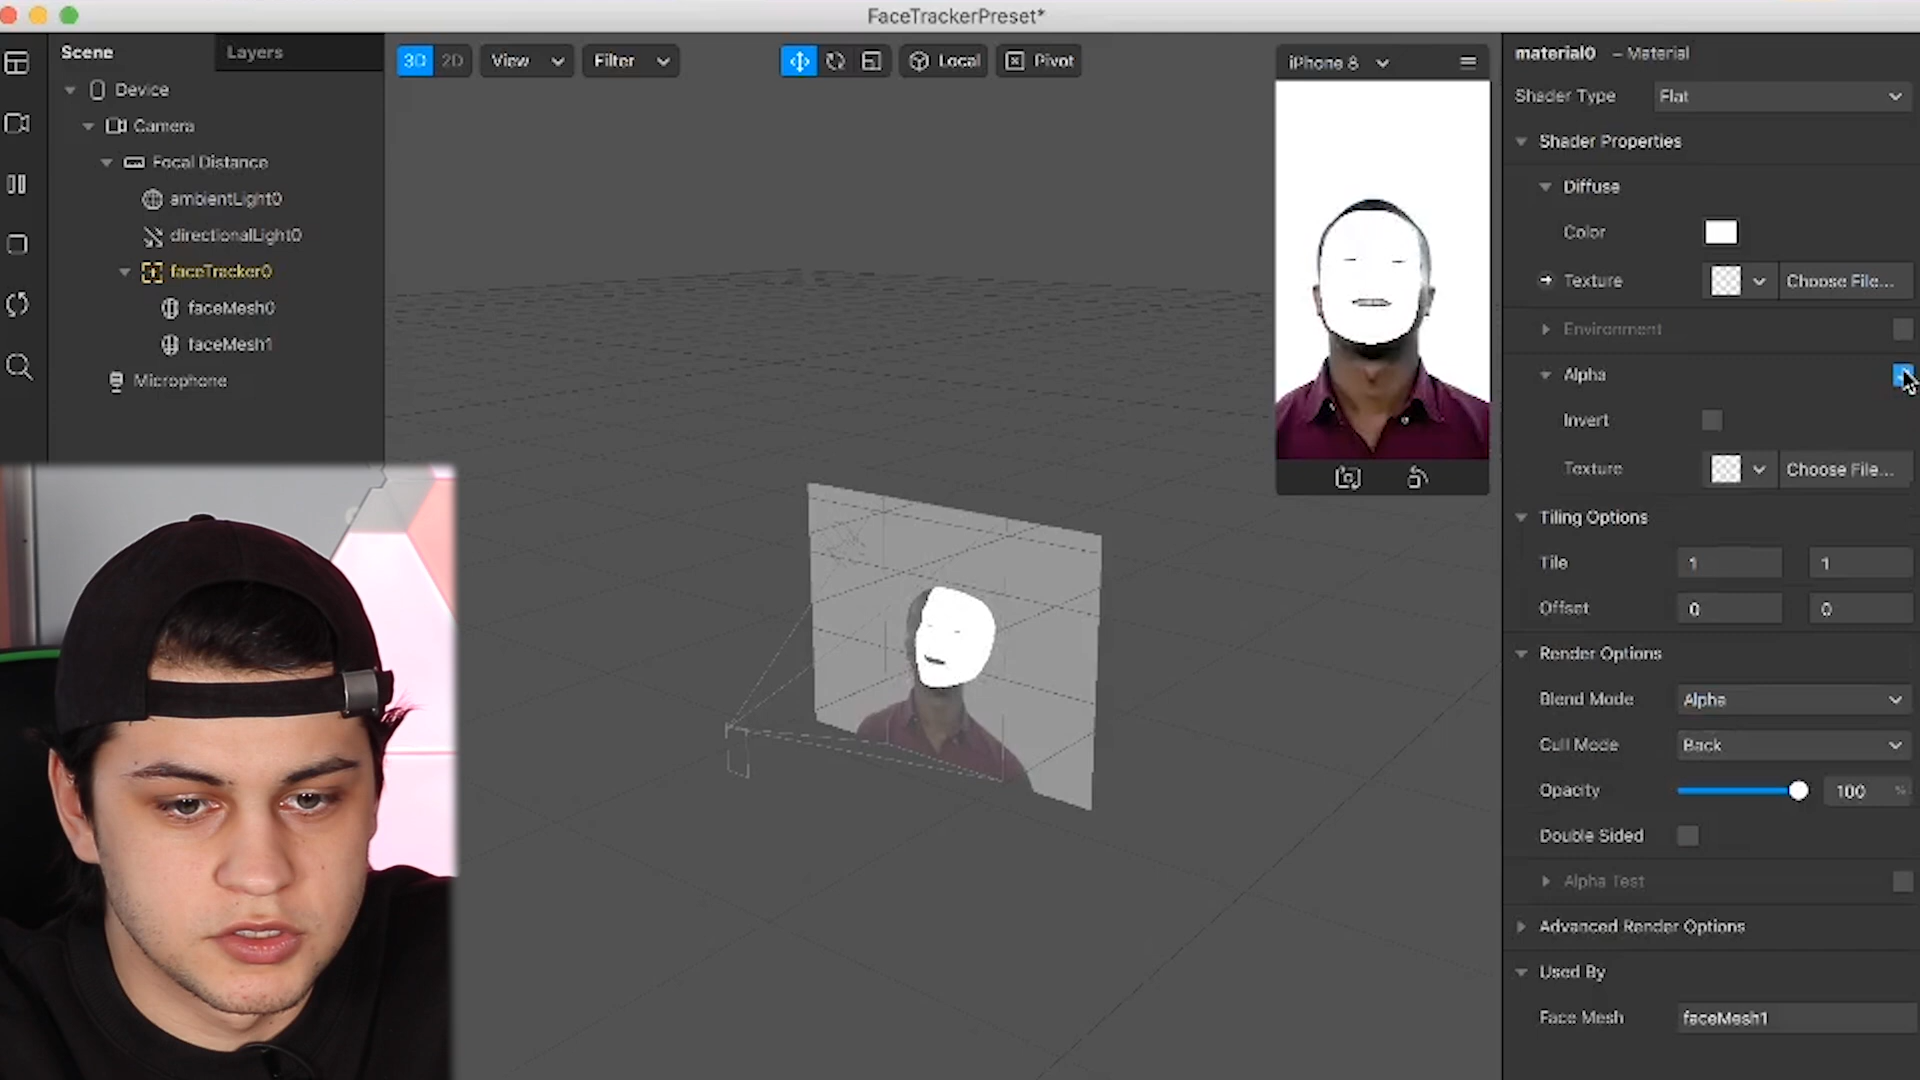 FaceTrackerPreset*
Scene
Layers
Device
Camera
Focal Distance
ambientLight0
directionalLight0
faceTracker0
faceMesh0
faceMesh1
Microphone
3D 2D View Filter Local Pivot
iPhone 8
material0 – Material
Shader Type Flat
Shader Properties
Diffuse
Color
Texture Choose File...
Environment
Alpha
Invert
Texture Choose File...
Tiling Options
Tile 1 1
Offset 0 0
Render Options
Blend Mode Alpha
Cull Mode Back
Opacity 100 %
Double Sided
Alpha Test
Advanced Render Options
Used By
Face Mesh faceMesh1